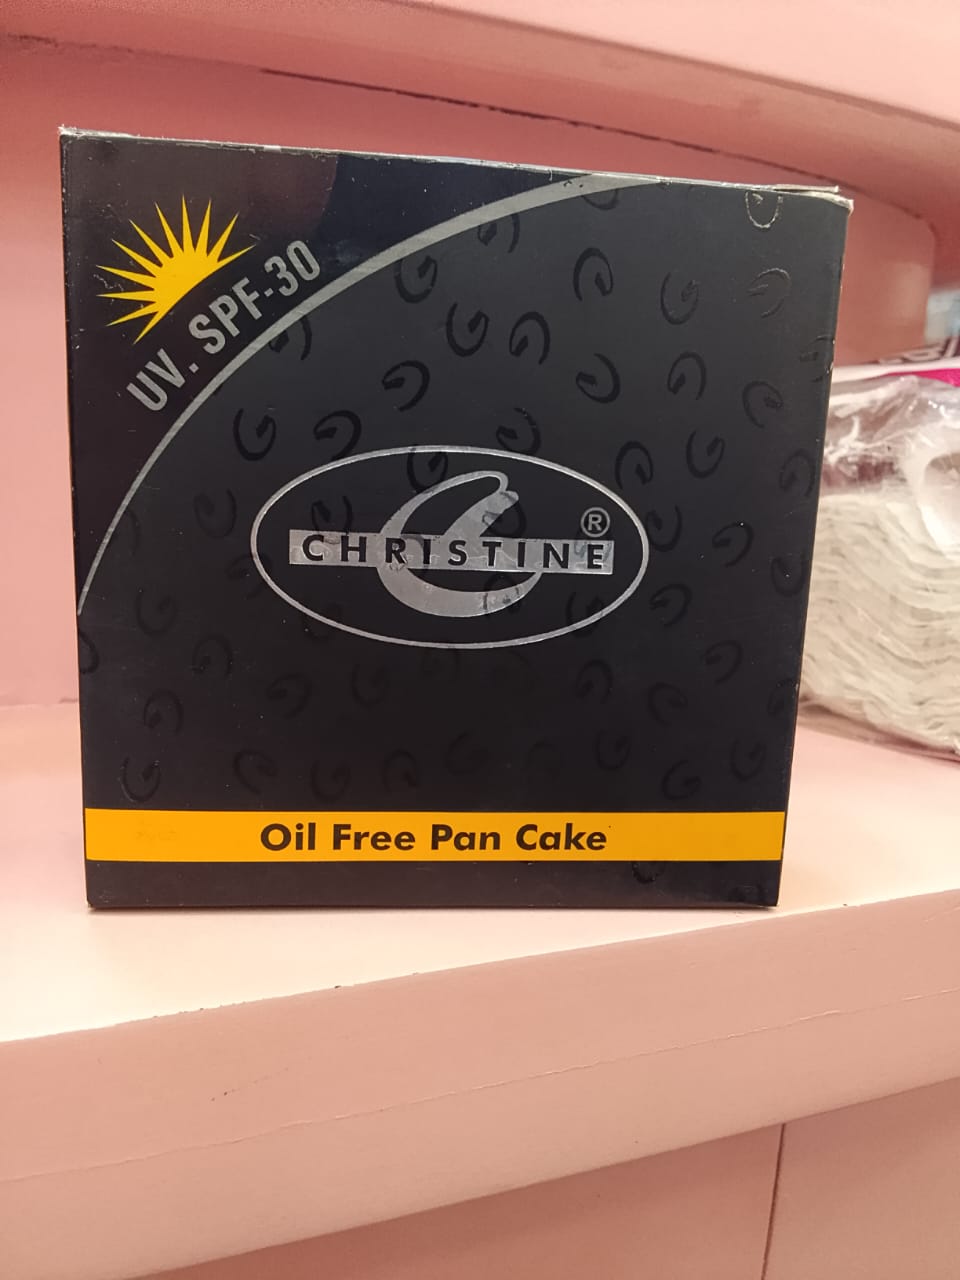 UV. SPF-30
CHRISTINE ®
Oil Free Pan Cake